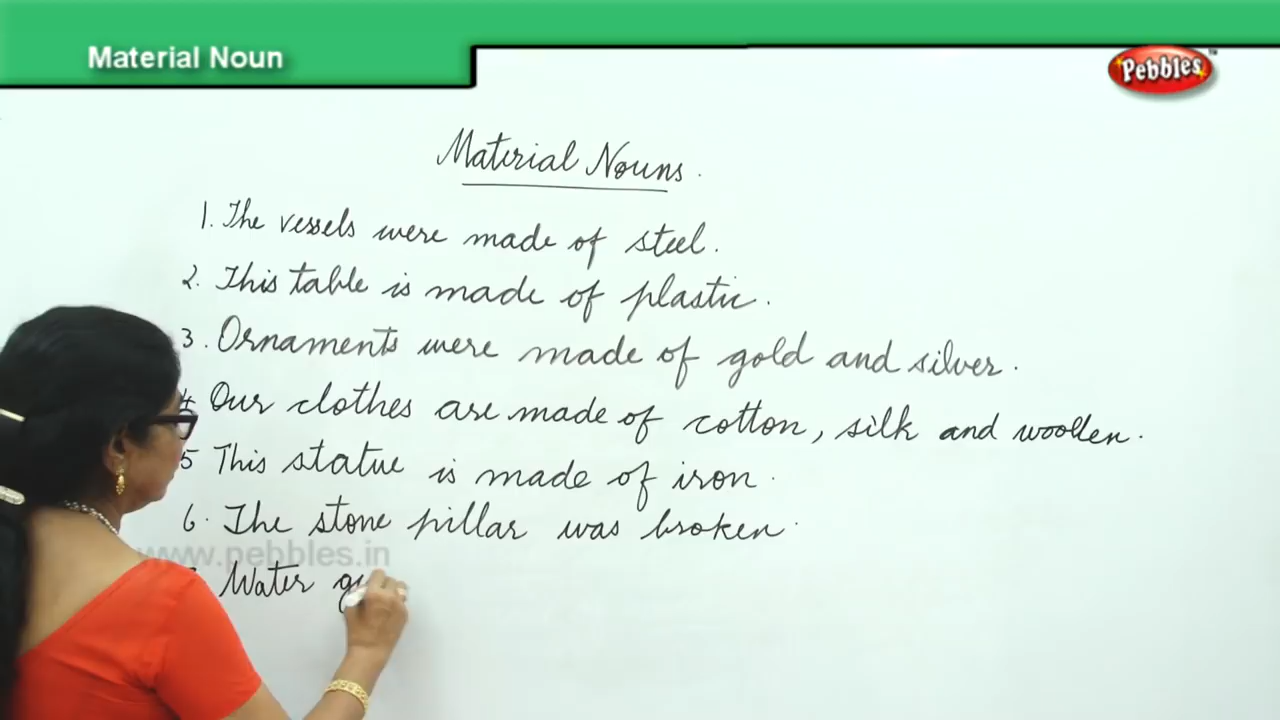 Material Noun
Pebbles™
Material Nouns.
1. The vessels were made of steel.
2. This table is made of plastic.
3. Ornaments were made of gold and silver.
4 Our clothes are made of cotton, silk and woollen.
5 This statue is made of iron.
6. The stone pillar was broken.
www.pebbles.in
Water